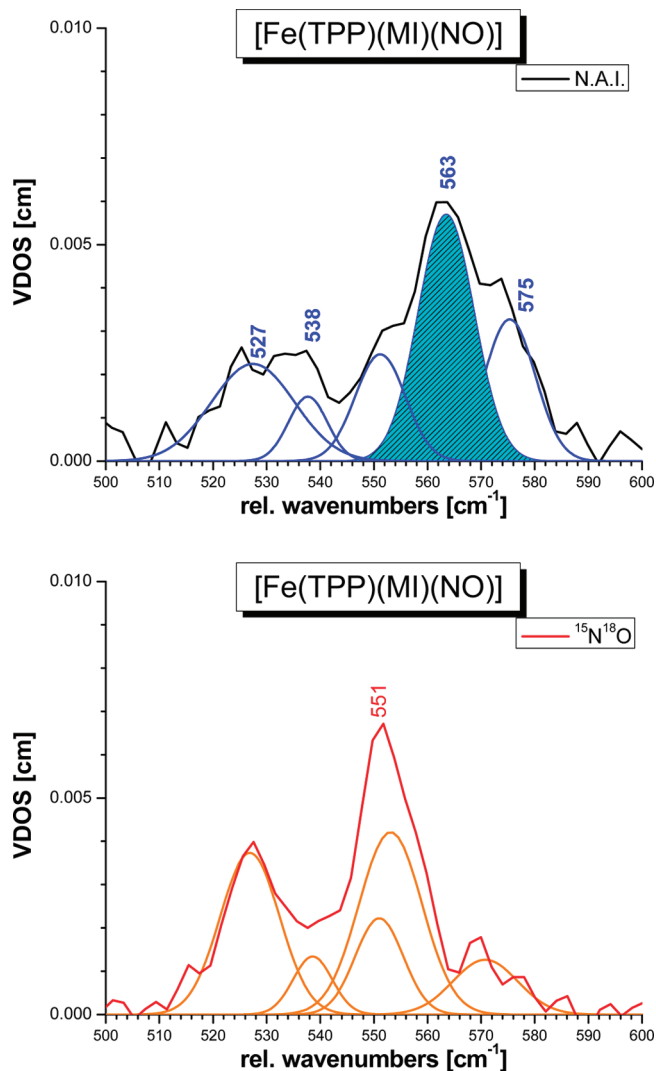 [Fe(TPP)(MI)(NO)]
N.A.I.
0.010
0.005
0.000
VDOS [cm]
527
538
563
575
500 510 520 530 540 550 560 570 580 590 600
rel. wavenumbers [cm⁻¹]
[Fe(TPP)(MI)(NO)]
¹⁵N¹⁸O
0.010
0.005
0.000
VDOS [cm]
551
500 510 520 530 540 550 560 570 580 590 600
rel. wavenumbers [cm⁻¹]